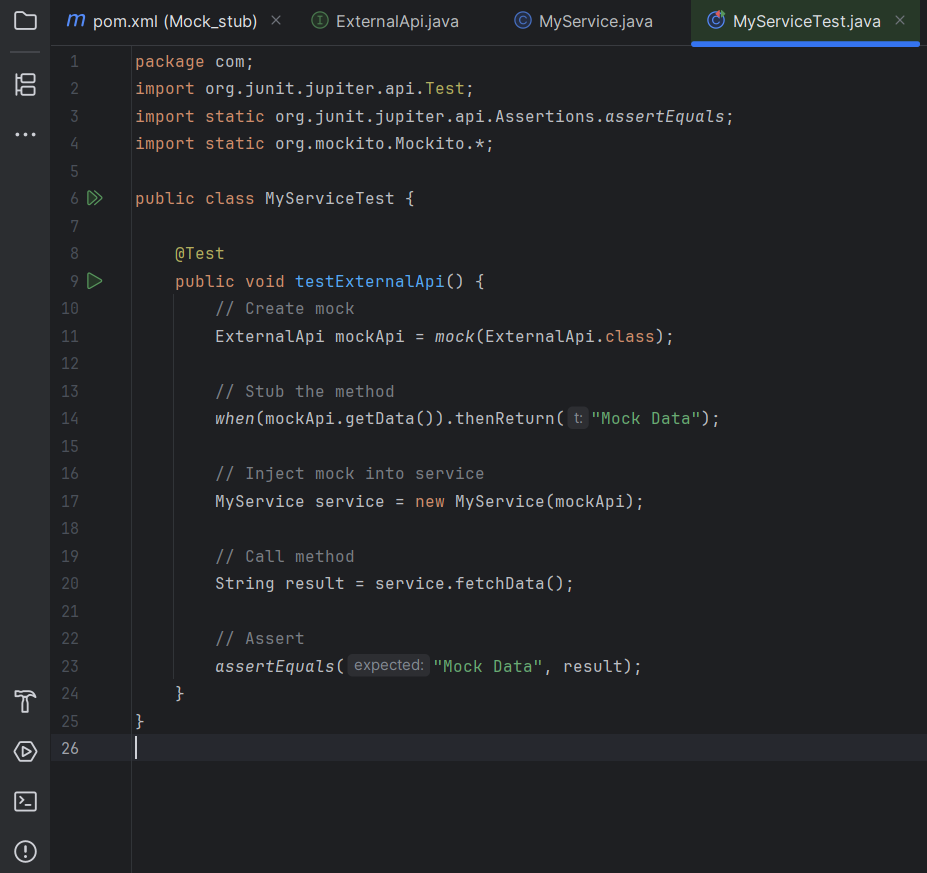 m pom.xml (Mock_stub) × I ExternalApi.java C MyService.java C MyServiceTest.java ×
1 package com;
2 import org.junit.jupiter.api.Test;
3 import static org.junit.jupiter.api.Assertions.assertEquals;
4 import static org.mockito.Mockito.*;
5
6 public class MyServiceTest {
7
8     @Test
9     public void testExternalApi() {
10         // Create mock
11         ExternalApi mockApi = mock(ExternalApi.class);
12
13         // Stub the method
14         when(mockApi.getData()).thenReturn( t: "Mock Data");
15
16         // Inject mock into service
17         MyService service = new MyService(mockApi);
18
19         // Call method
20         String result = service.fetchData();
21
22         // Assert
23         assertEquals( expected: "Mock Data", result);
24     }
25 }
26